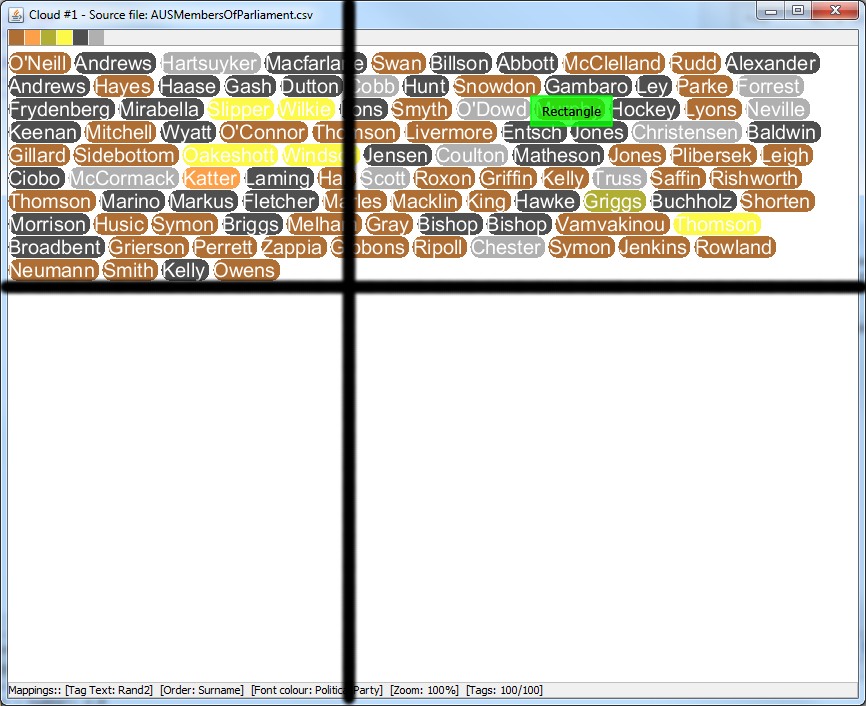 Cloud #1 - Source file: AUSMembersOfParliament.csv
O'Neill Andrews Hartsuyker Macfarlane Swan Billson Abbott McClelland Rudd Alexander
Andrews Hayes Haase Gash Dutton Cobb Hunt Snowdon Gambaro Ley Parke Forrest
Frydenberg Mirabella Slipper Wilkie Smyth O'Dowd Rectangle Hockey Lyons Neville
Keenan Mitchell Wyatt O'Connor Thomson Livermore Entsch Jones Christensen Baldwin
Gillard Sidebottom Oakeshott Windsor Jensen Coulton Matheson Jones Plibersek Leigh
Ciobo McCormack Katter Laming Scott Roxon Griffin Kelly Truss Saffin Rishworth
Thomson Marino Markus Fletcher Marles Macklin King Hawke Griggs Buchholz Shorten
Morrison Husic Symon Briggs Melham Gray Bishop Bishop Vamvakinou Thomson
Broadbent Grierson Perrett Zappia Gibbons Ripoll Chester Symon Jenkins Rowland
Neumann Smith Kelly Owens
Mappings:: [Tag Text: Rand2] [Order: Surname] [Font colour: Political Party] [Zoom: 100%] [Tags: 100/100]